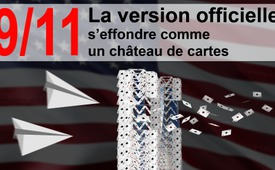 9/11
La version officielle
s'effondre comme
un château de cartes